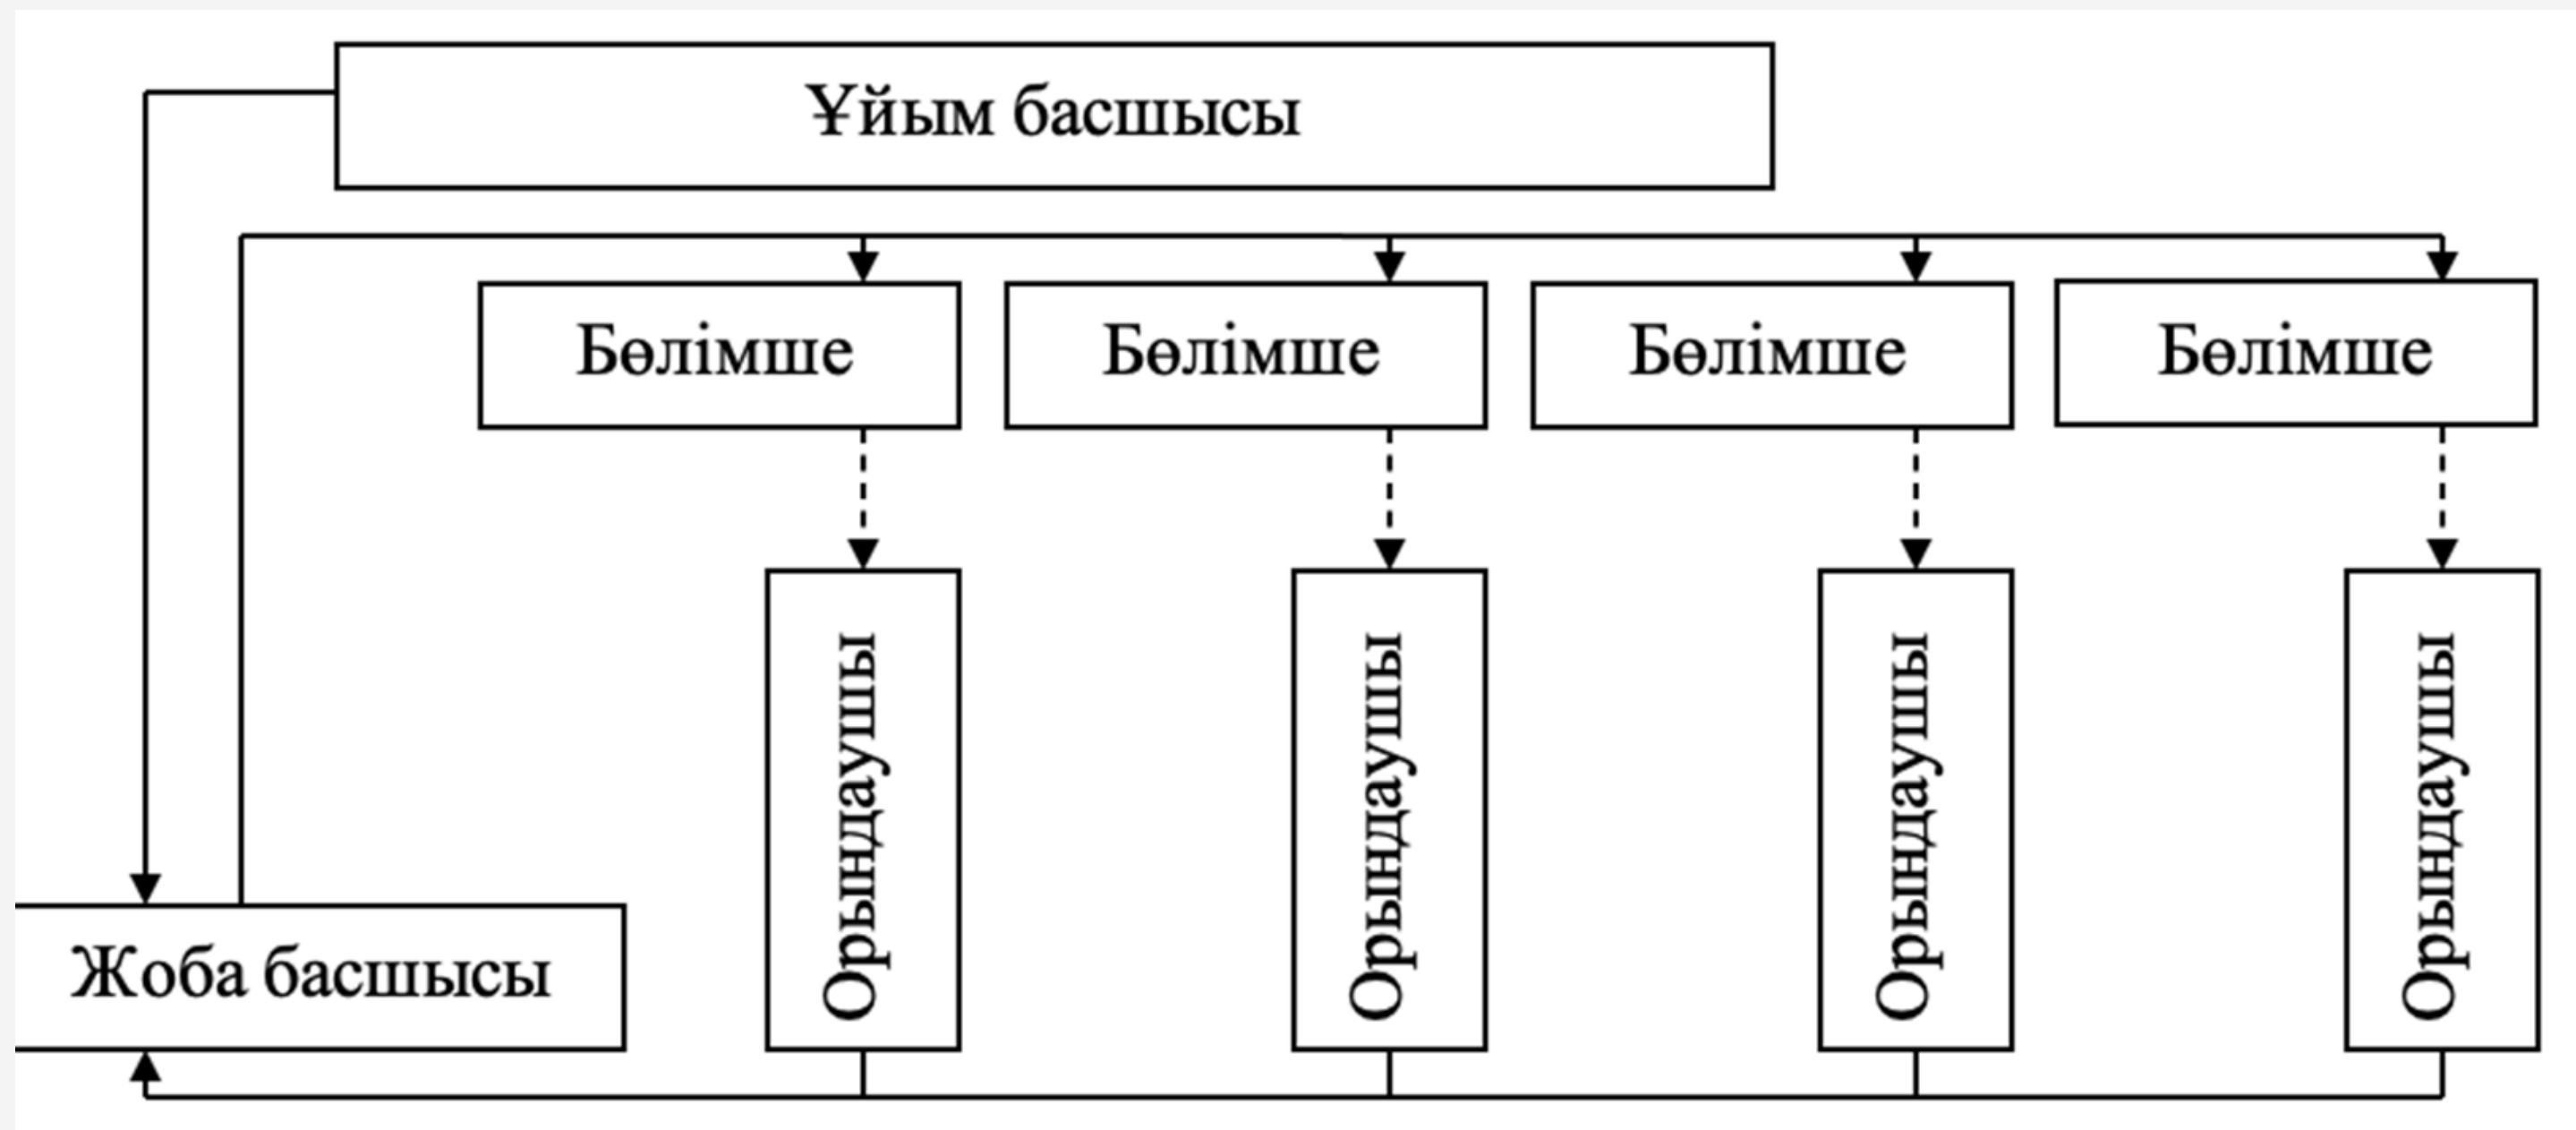 Ұйым басшысы
Бөлімше
Бөлімше
Бөлімше
Бөлімше
Орындаушы
Орындаушы
Орындаушы
Орындаушы
Жоба басшысы